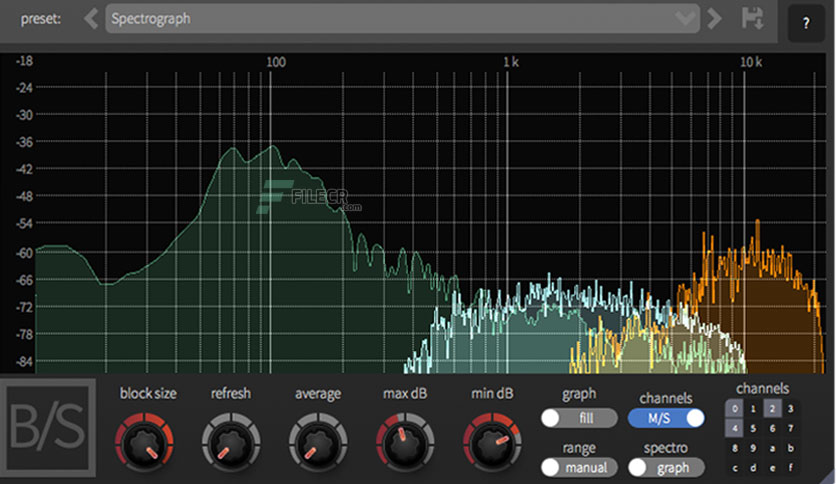 preset: Spectrograph ?
-18 100 1 k 10 k
-24
-30
-36
-42
-48
FILECR
.com
-54
-60
-66
-72
-78
-84
block size refresh average max dB min dB graph channels channels
B/S
fill M/S
range spectro
manual graph
0 1 2 3
4 5 6 7
8 9 a b
c d e f